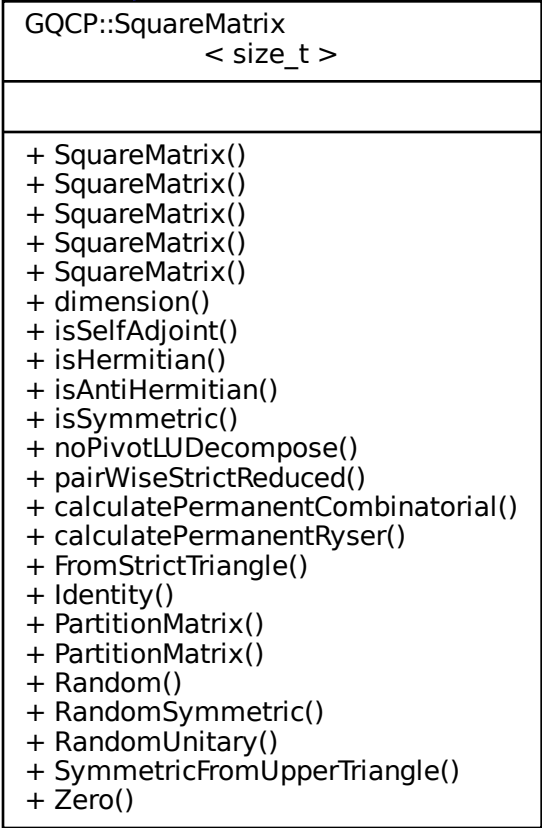 GQCP::SquareMatrix
< size_t >
+ SquareMatrix()
+ SquareMatrix()
+ SquareMatrix()
+ SquareMatrix()
+ SquareMatrix()
+ dimension()
+ isSelfAdjoint()
+ isHermitian()
+ isAntiHermitian()
+ isSymmetric()
+ noPivotLUDecompose()
+ pairWiseStrictReduced()
+ calculatePermanentCombinatorial()
+ calculatePermanentRyser()
+ FromStrictTriangle()
+ Identity()
+ PartitionMatrix()
+ PartitionMatrix()
+ Random()
+ RandomSymmetric()
+ RandomUnitary()
+ SymmetricFromUpperTriangle()
+ Zero()